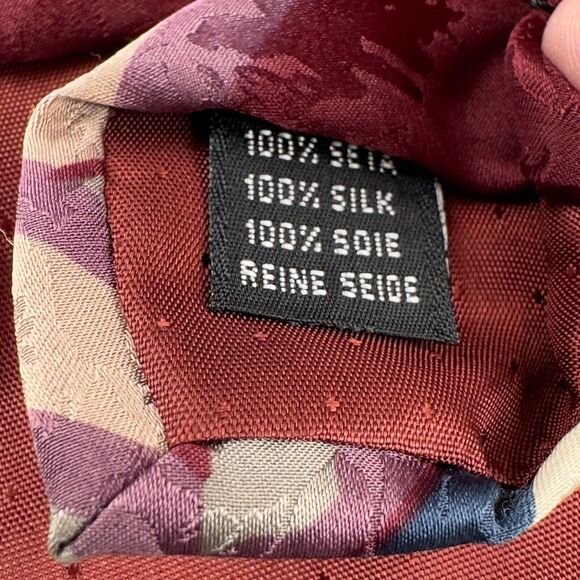 100% SETA
100% SILK
100% SOIE
REINE SEIDE